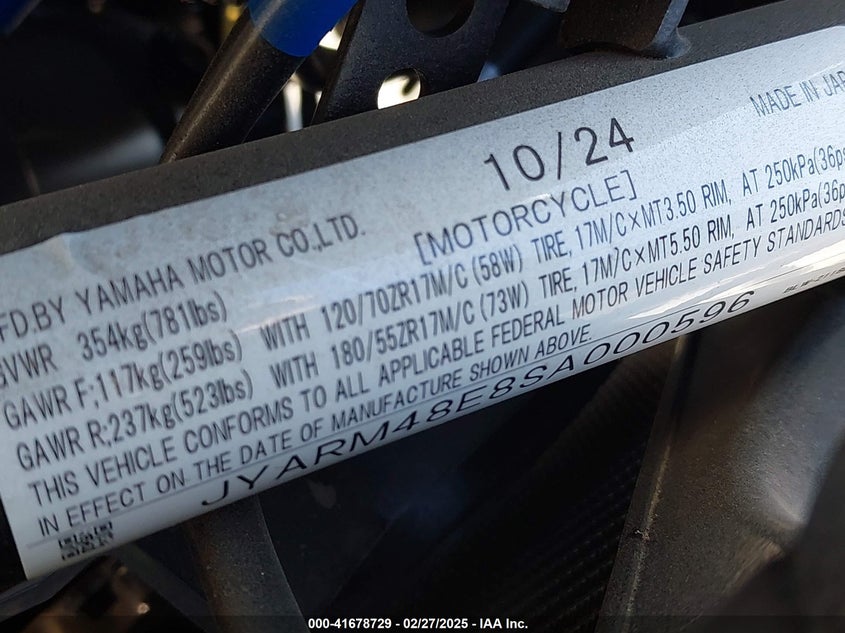 10/24
MADE IN JAP
FD.BY YAMAHA MOTOR CO.,LTD.
[MOTORCYCLE]
GVWR 354kg(781lbs)
GAWR F;117kg(259lbs) WITH 120/70ZR17M/C (58W) TIRE, 17M/C×MT3.50 RIM, AT 250kPa(36ps
GAWR R;237kg(523lbs) WITH 180/55ZR17M/C (73W) TIRE, 17M/C×MT5.50 RIM, AT 250kPa(36p
THIS VEHICLE CONFORMS TO ALL APPLICABLE FEDERAL MOTOR VEHICLE SAFETY STANDARDS
IN EFFECT ON THE DATE OF MANUFACTURE SHOWN ABOVE.
JYARM48E8SA000596
000-41678729 - 02/27/2025 - IAA Inc.